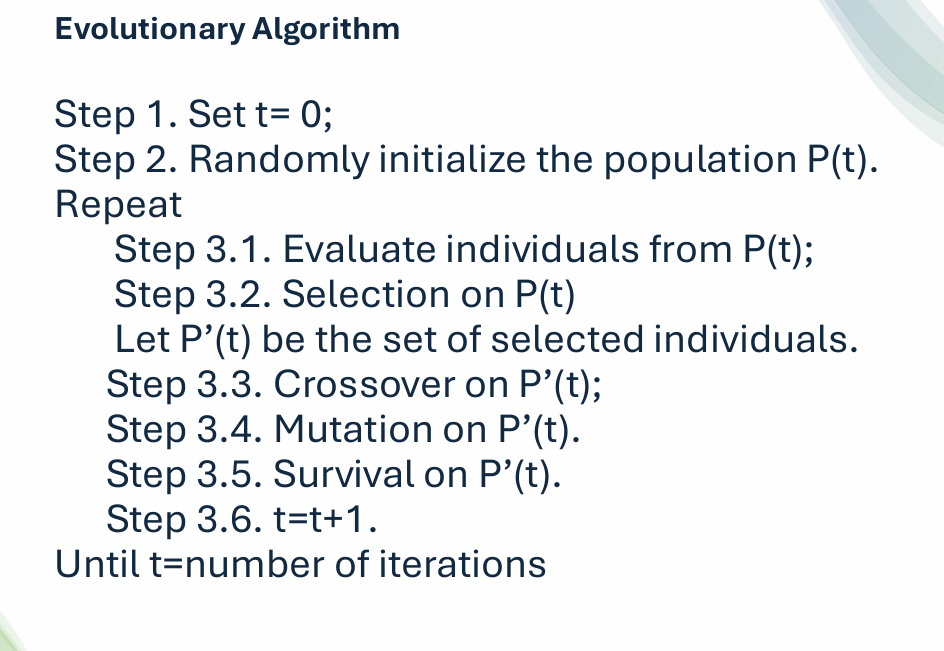 Evolutionary Algorithm
Step 1. Set t= 0;
Step 2. Randomly initialize the population P(t).
Repeat
Step 3.1. Evaluate individuals from P(t);
Step 3.2. Selection on P(t)
Let P’(t) be the set of selected individuals.
Step 3.3. Crossover on P’(t);
Step 3.4. Mutation on P’(t).
Step 3.5. Survival on P’(t).
Step 3.6. t=t+1.
Until t=number of iterations